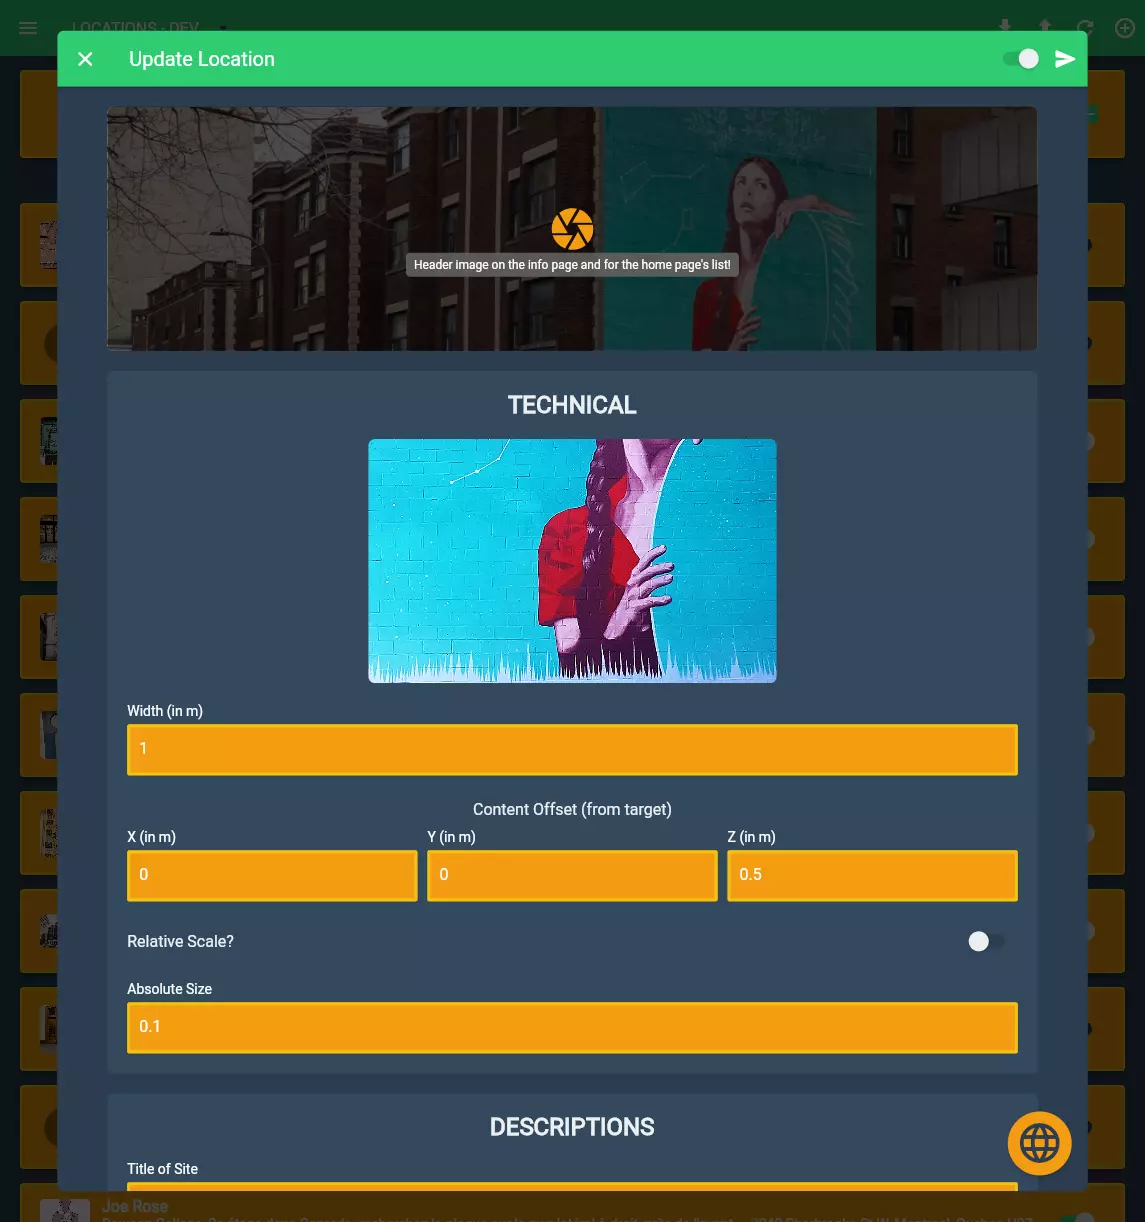 LOCATIONS - DEV
Update Location
Header image on the info page and for the home page's list!
TECHNICAL
Width (in m)
1
Content Offset (from target)
X (in m) Y (in m) Z (in m)
0 0 0.5
Relative Scale?
Absolute Size
0.1
DESCRIPTIONS
Title of Site
Joe Rose